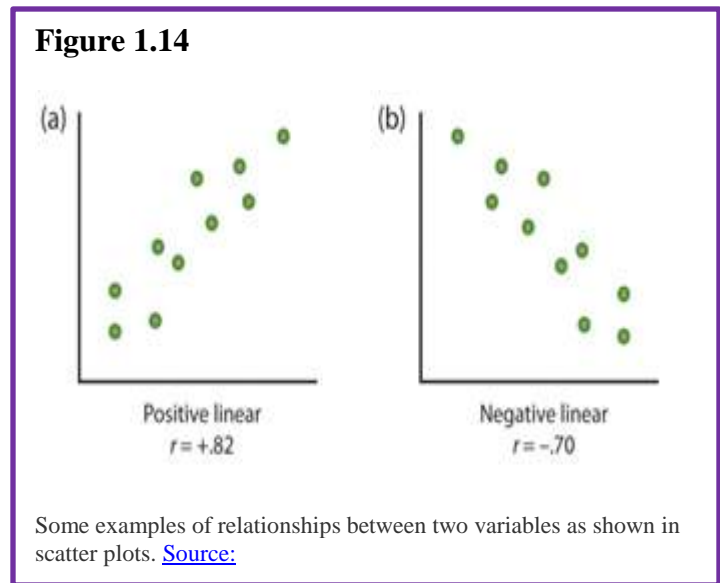 Figure 1.14
(a)
(b)
Positive linear
r = +.82
Negative linear
r = –.70
Some examples of relationships between two variables as shown in
scatter plots. Source: